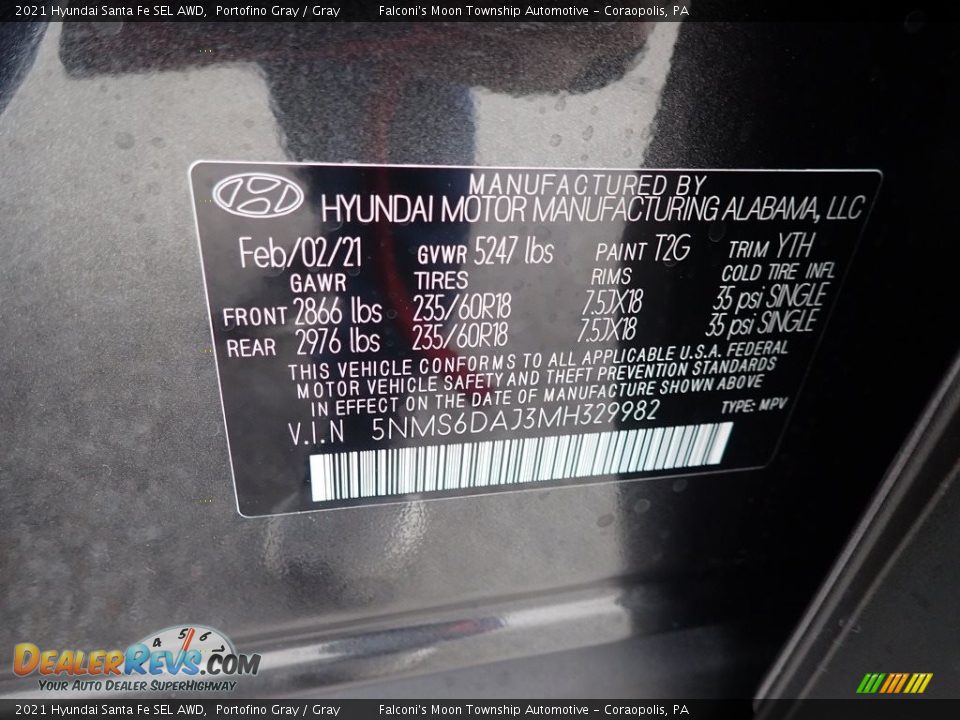 2021 Hyundai Santa Fe SEL AWD, Portofino Gray / Gray Falconi's Moon Township Automotive - Coraopolis, PA
MANUFACTURED BY
HYUNDAI MOTOR MANUFACTURING ALABAMA, LLC
Feb/02/21 GVWR 5247 lbs PAINT T2G TRIM YTH
GAWR TIRES RIMS COLD TIRE INFL
FRONT 2866 lbs 235/60R18 7.5JX18 35 psi SINGLE
REAR 2976 lbs 235/60R18 7.5JX18 35 psi SINGLE
THIS VEHICLE CONFORMS TO ALL APPLICABLE U.S.A. FEDERAL
MOTOR VEHICLE SAFETY AND THEFT PREVENTION STANDARDS
IN EFFECT ON THE DATE OF MANUFACTURE SHOWN ABOVE
V.I.N 5NMS6DAJ3MH329982 TYPE: MPV
4 5 6 7
DEALERREVS.COM
YOUR AUTO DEALER SUPERHIGHWAY
2021 Hyundai Santa Fe SEL AWD, Portofino Gray / Gray Falconi's Moon Township Automotive - Coraopolis, PA